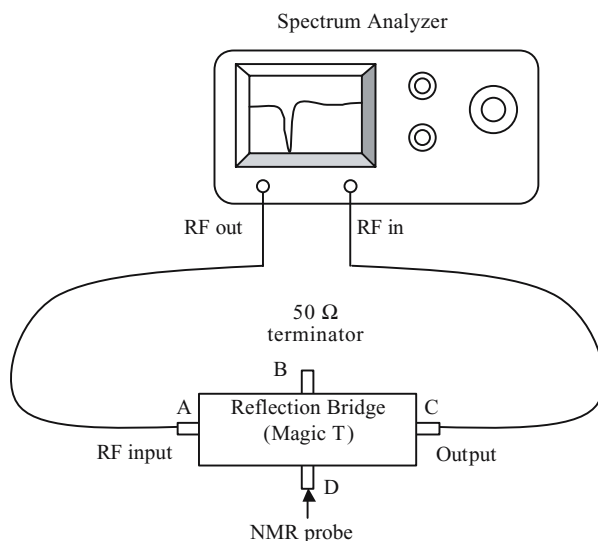 Spectrum Analyzer
RF out
RF in
50 Ω
terminator
B
A
Reflection Bridge
C
(Magic T)
RF input
Output
D
NMR probe